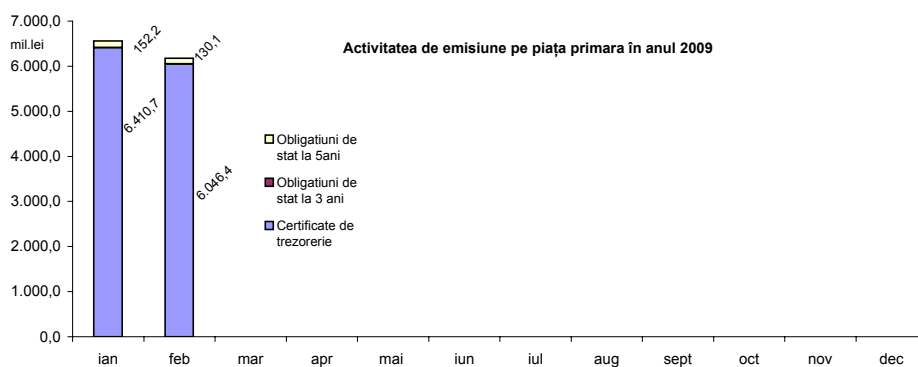 7.000,0
mil.lei
6.000,0
5.000,0
4.000,0
3.000,0
2.000,0
1.000,0
0,0
Activitatea de emisiune pe piața primara în anul 2009
152,2
130,1
6.410,7
6.046,4
Obligatiuni de
stat la 5ani
Obligatiuni de
stat la 3 ani
Certificate de
trezorerie
ian feb mar apr mai iun iul aug sept oct nov dec